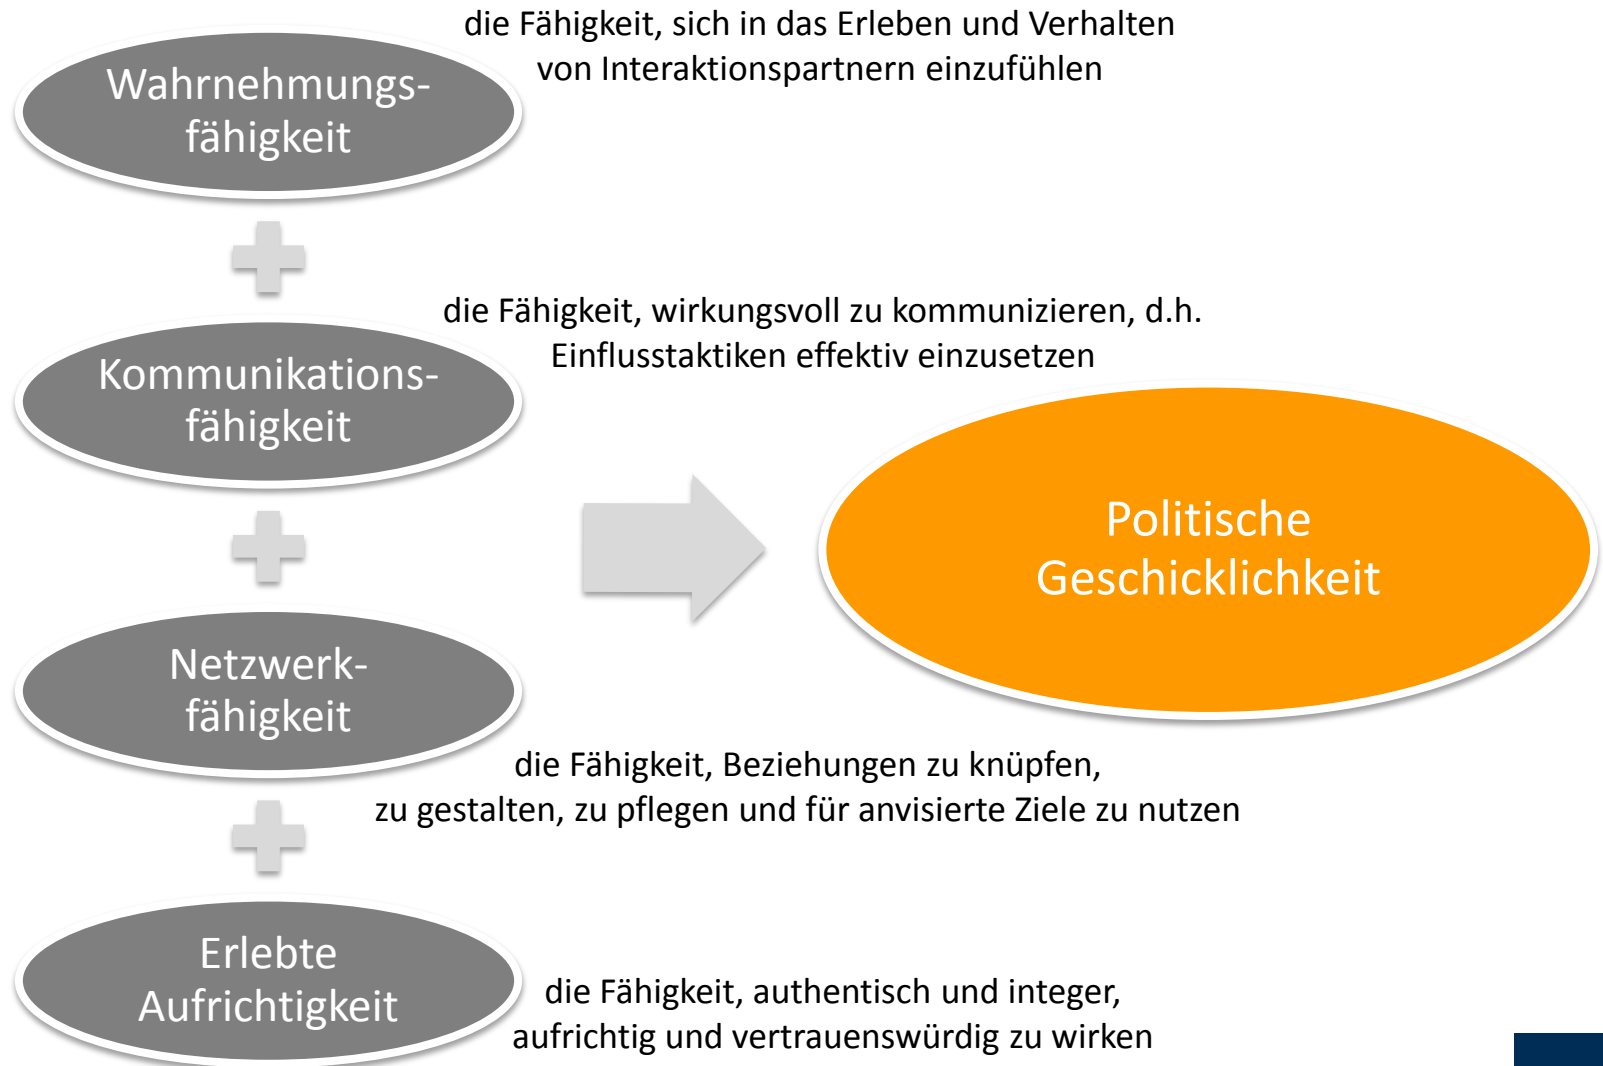 die Fähigkeit, sich in das Erleben und Verhalten
von Interaktionspartnern einzufühlen
Wahrnehmungs-
fähigkeit
die Fähigkeit, wirkungsvoll zu kommunizieren, d.h.
Einflusstaktiken effektiv einzusetzen
Kommunikations-
fähigkeit
Politische
Geschicklichkeit
Netzwerk-
fähigkeit
die Fähigkeit, Beziehungen zu knüpfen,
zu gestalten, zu pflegen und für anvisierte Ziele zu nutzen
Erlebte
Aufrichtigkeit
die Fähigkeit, authentisch und integer,
aufrichtig und vertrauenswürdig zu wirken